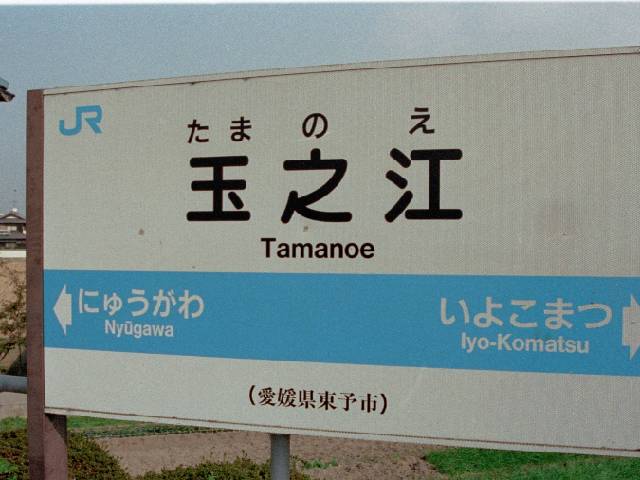 JR
たまのえ
玉之江
Tamanoe
にゅうがわ いよこまつ
Nyūgawa Iyo-Komatsu
(愛媛県東予市)